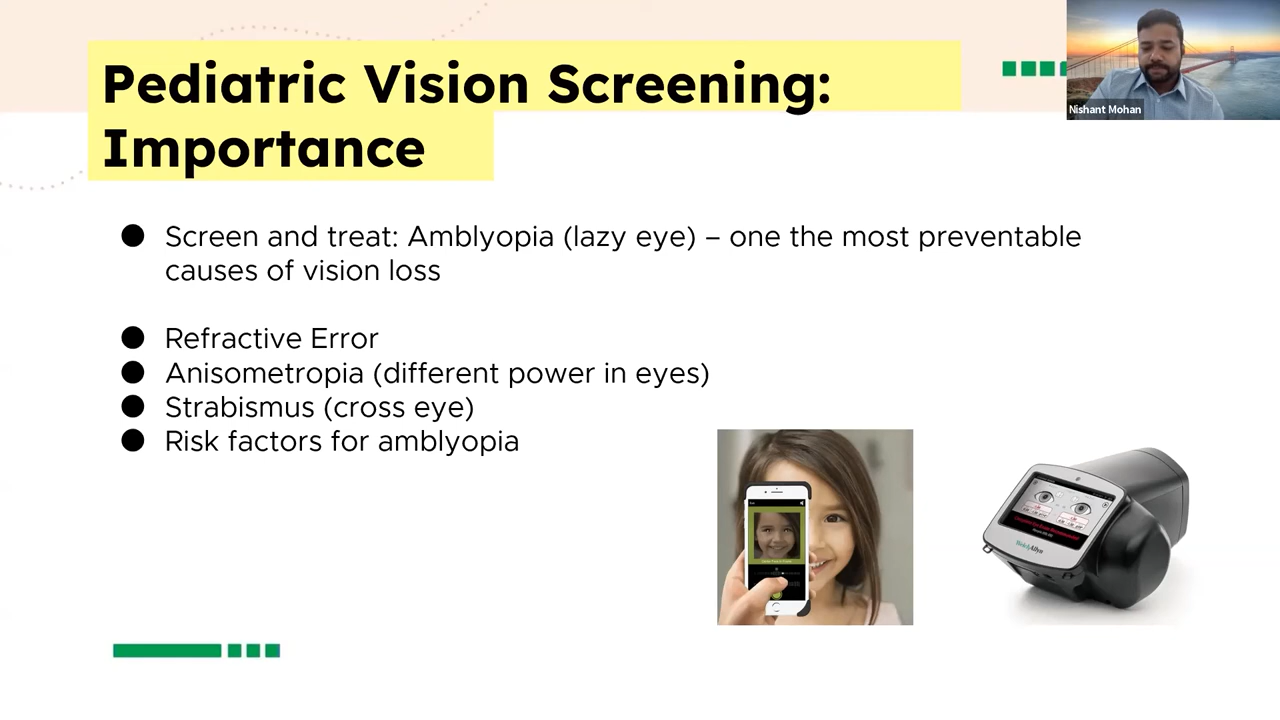 Pediatric Vision Screening:
Importance
Nishant Mohan
● Screen and treat: Amblyopia (lazy eye) – one the most preventable
causes of vision loss
● Refractive Error
● Anisometropia (different power in eyes)
● Strabismus (cross eye)
● Risk factors for amblyopia
WelchAllyn